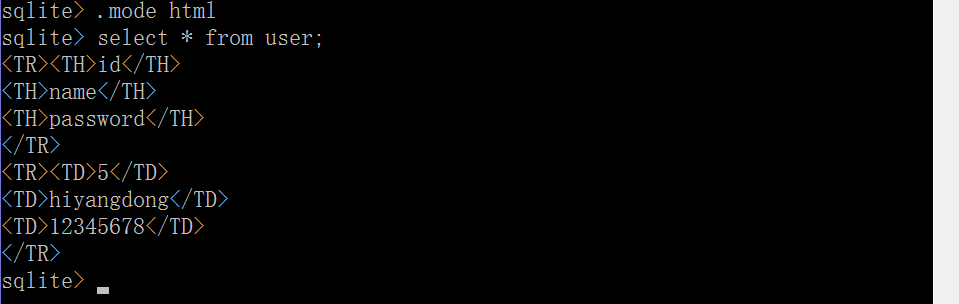 sqlite> .mode html
sqlite> select * from user;
<TR><TH>id</TH>
<TH>name</TH>
<TH>password</TH>
</TR>
<TR><TD>5</TD>
<TD>hiyangdong</TD>
<TD>12345678</TD>
</TR>
sqlite>